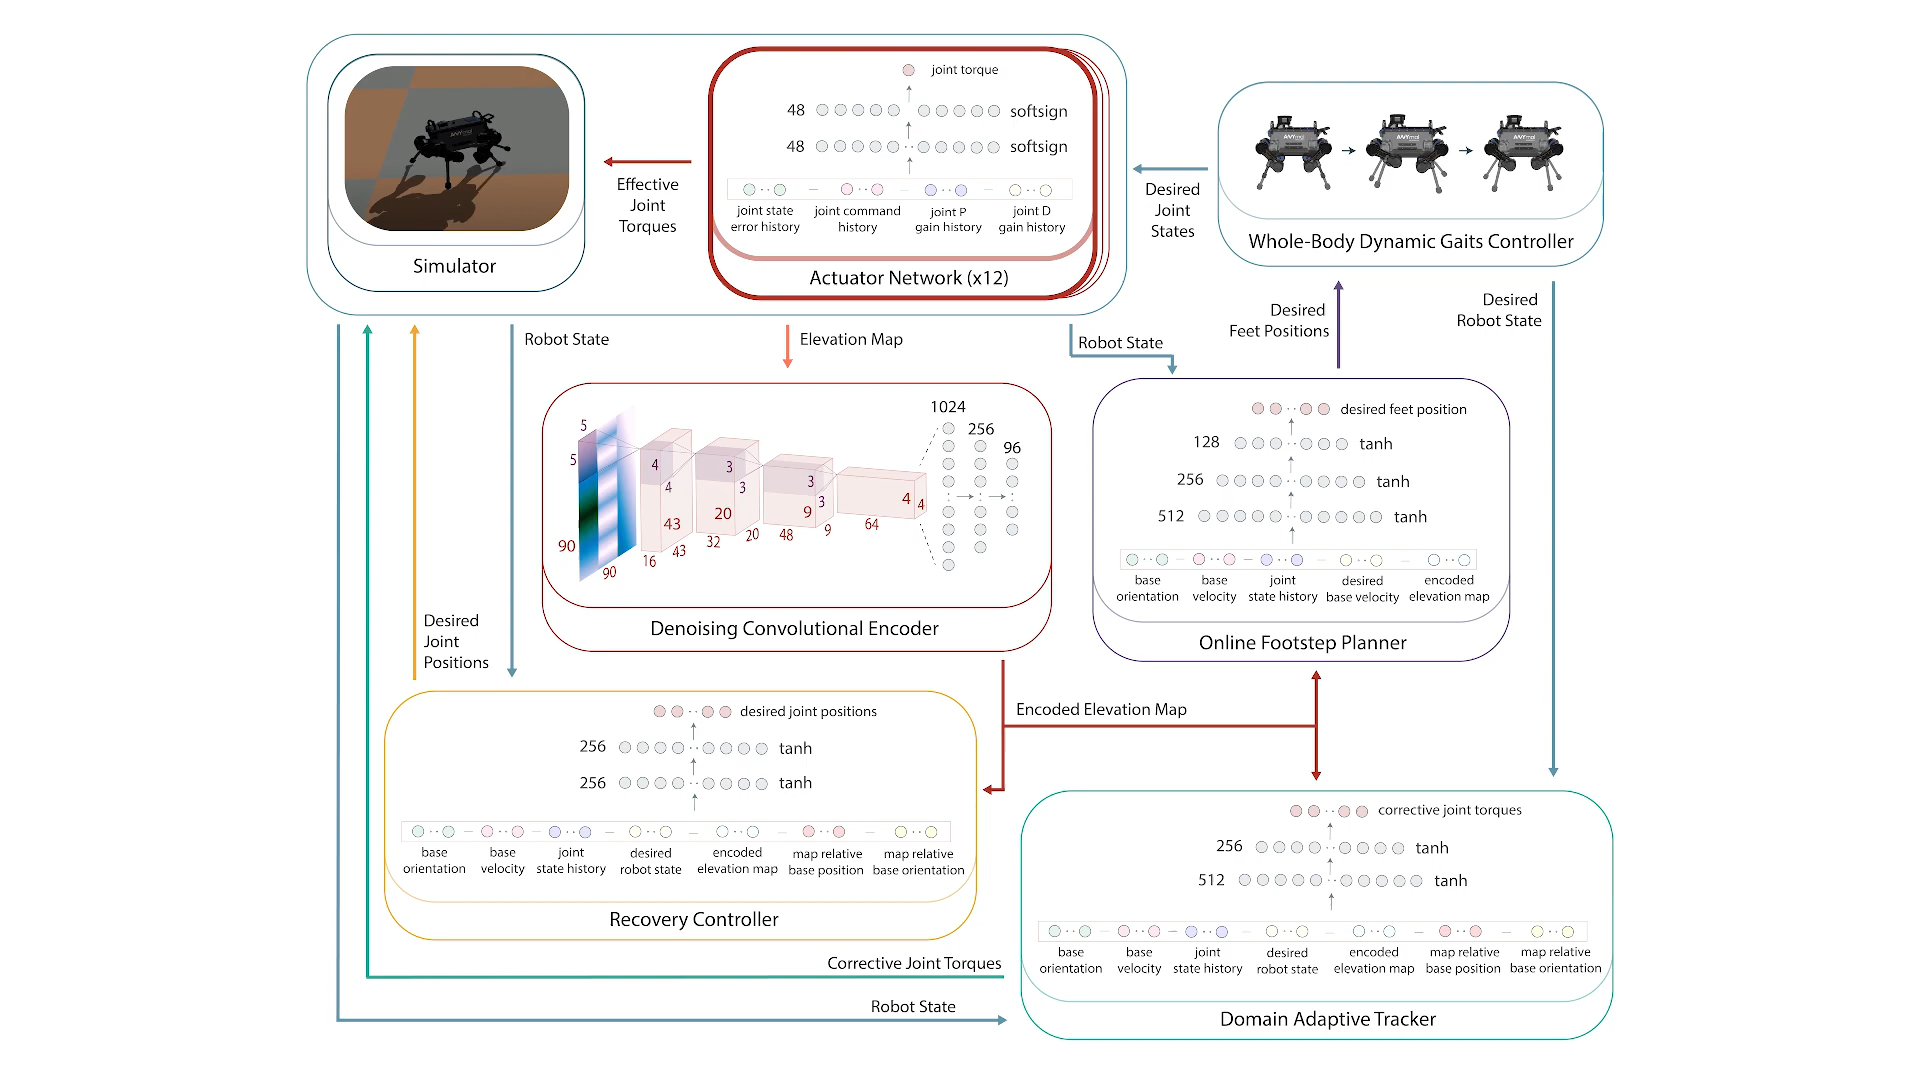 joint torque
48
softsign
48
softsign
joint state
error history
joint command
history
joint P
gain history
joint D
gain history
Actuator Network (x12)
Simulator
Effective
Joint
Torques
Desired
Joint
States
ANYmal
ANYmal
Whole-Body Dynamic Gaits Controller
Robot State
Elevation Map
Robot State
Desired
Feet Positions
Desired
Robot State
5
5
90
90
4
4
43
43
16
3
3
20
20
32
3
3
9
9
48
4
4
64
1024
256
96
Denoising Convolutional Encoder
desired feet position
128
tanh
256
tanh
512
tanh
base
orientation
base
velocity
joint
state history
desired
base velocity
encoded
elevation map
Online Footstep Planner
Desired
Joint
Positions
Encoded Elevation Map
desired joint positions
256
tanh
256
tanh
base
orientation
base
velocity
joint
state history
desired
robot state
encoded
elevation map
map relative
base position
map relative
base orientation
Recovery Controller
corrective joint torques
256
tanh
512
tanh
base
orientation
base
velocity
joint
state history
desired
robot state
encoded
elevation map
map relative
base position
map relative
base orientation
Domain Adaptive Tracker
Corrective Joint Torques
Robot State